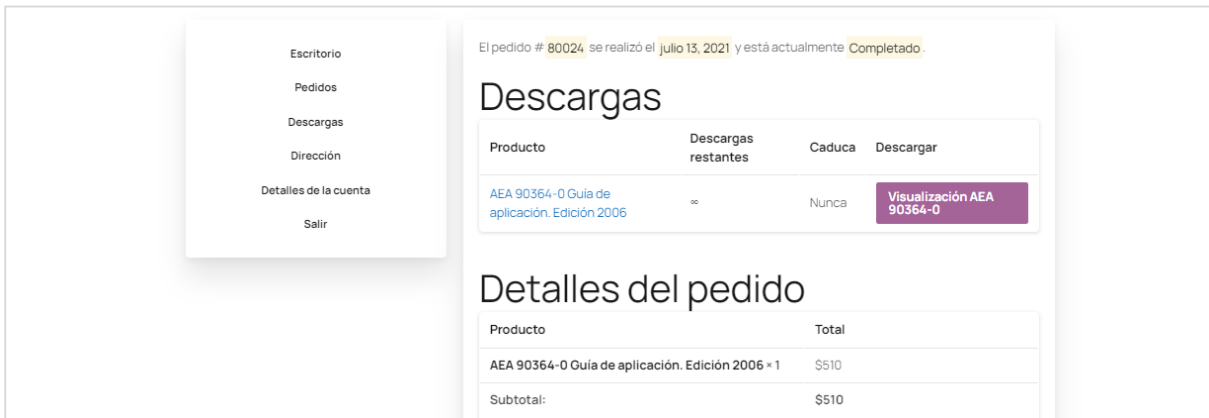 Escritorio
Pedidos
Descargas
Dirección
Detalles de la cuenta
Salir
El pedido # 80024 se realizó el julio 13, 2021 y está actualmente Completado.
Descargas
Producto Descargas restantes Caduca Descargar
AEA 90364-0 Guía de
aplicación. Edición 2006
∞ Nunca
Visualización AEA
90364-0
Detalles del pedido
Producto Total
AEA 90364-0 Guía de aplicación. Edición 2006 × 1 $510
Subtotal: $510